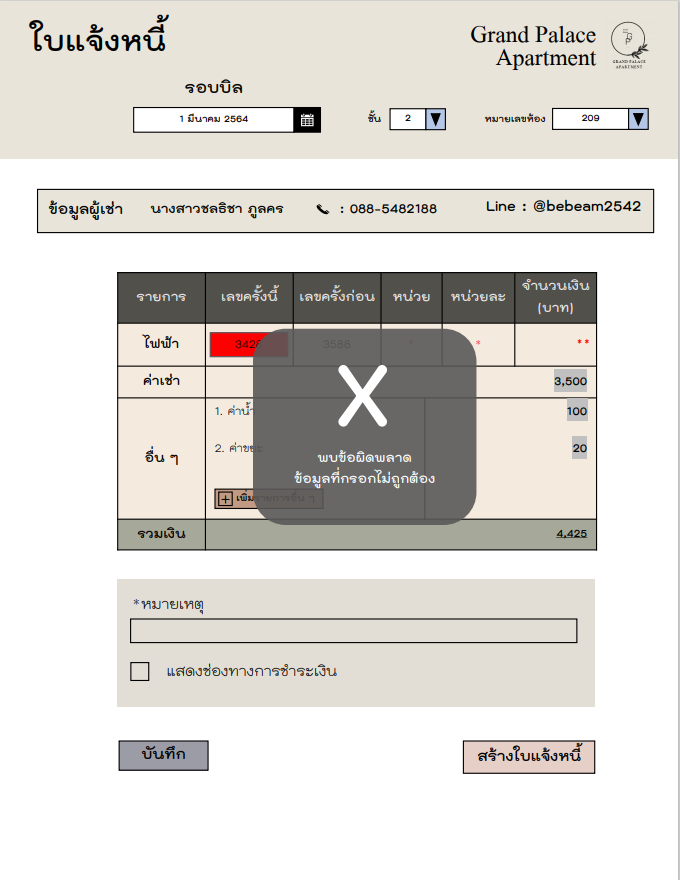 ใบแจ้งหนี้
Grand Palace
Apartment
GP
GRAND PALACE
APARTMENT
รอบบิล
1 มีนาคม 2564
ชั้น 2
หมายเลขห้อง 209
ข้อมูลผู้เช่า นางสาวชลธิชา ภูลคร : 088-5482188 Line : @bebeam2542
รายการ เลขครั้งนี้ เลขครั้งก่อน หน่วย หน่วยละ จำนวนเงิน
(บาท)
ไฟฟ้า 3588 * **
ค่าเช่า 3,500
อื่น ๆ
1. ค่าน้ำ 100
2. ค่าขยะ 20
เพิ่มรายการอื่น ๆ
X
พบข้อผิดพลาด
ข้อมูลที่กรอกไม่ถูกต้อง
รวมเงิน 4,425
*หมายเหตุ
แสดงช่องทางการชำระเงิน
บันทึก
สร้างใบแจ้งหนี้